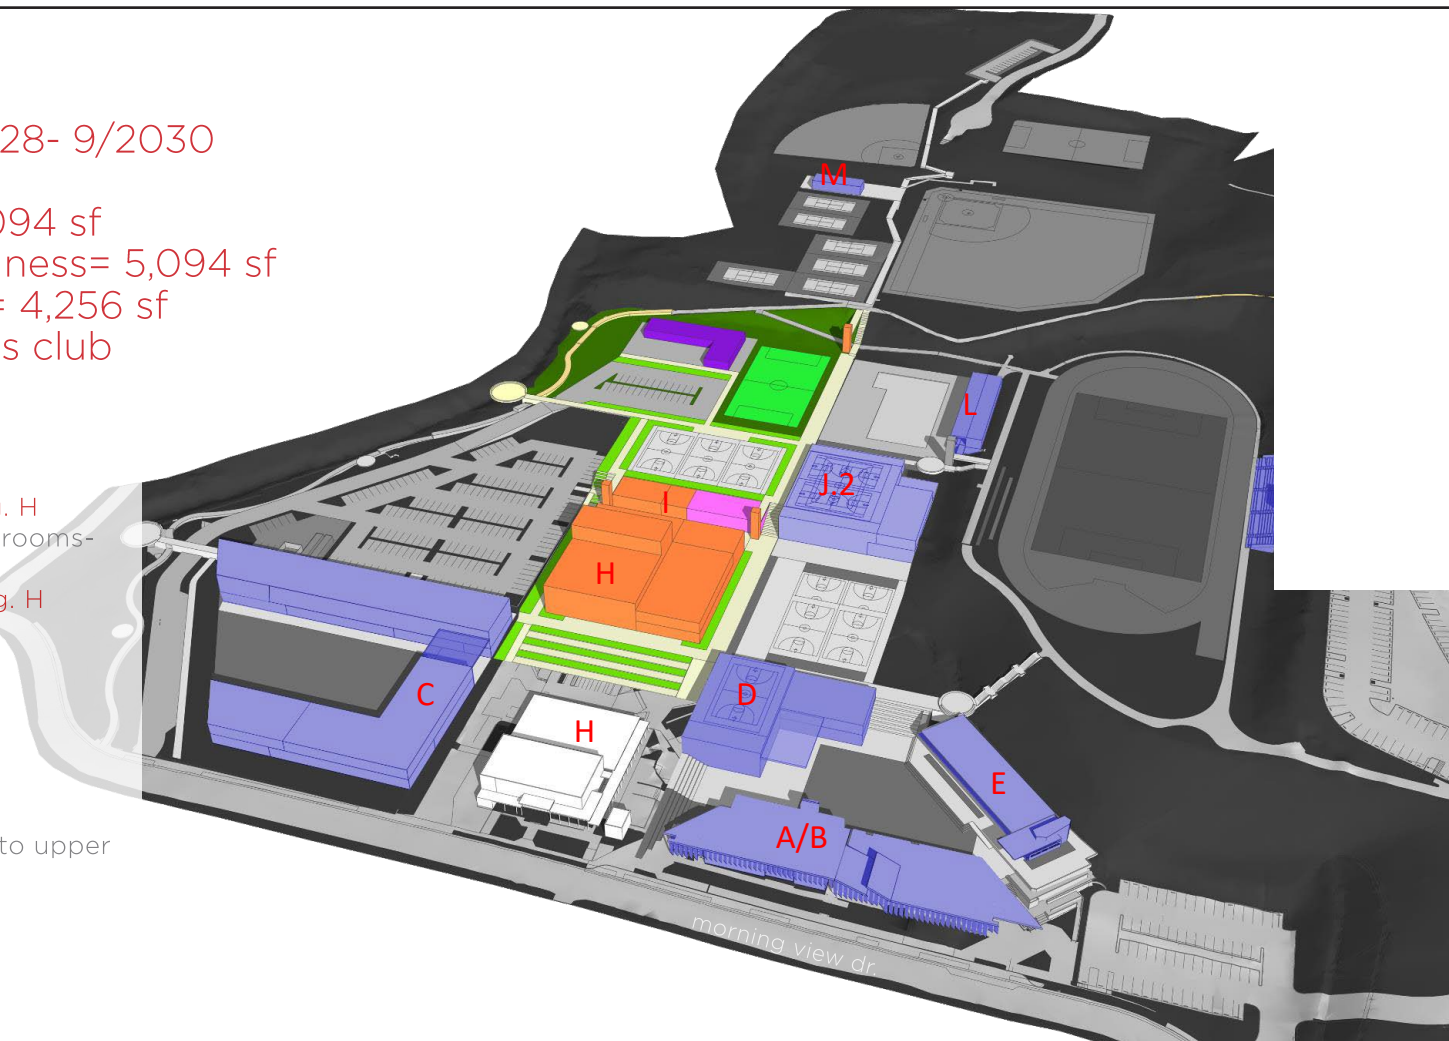 28- 9/2030
094 sf
ness= 5,094 sf
= 4,256 sf
s club
. H
rooms-
g. H
to upper
M
L
J.2
I
H
C
D
H
E
A/B
morning view dr.